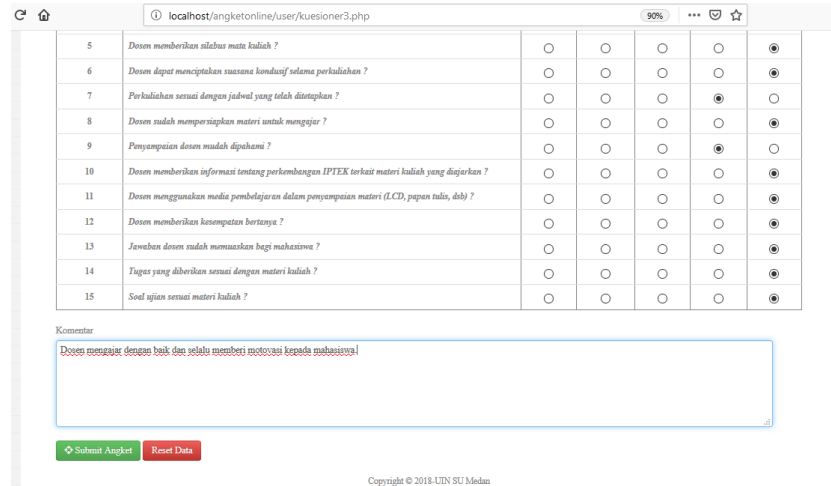 localhost/angketonline/user/kuesioner3.php 90%
5 Dosen memberikan silabus mata kuliah ?
6 Dosen dapat menciptakan suasana kondusif selama perkuliahan ?
7 Perkuliahan sesuai dengan jadwal yang telah ditetapkan ?
8 Dosen sudah mempersiapkan materi untuk mengajar ?
9 Penyampaian dosen mudah dipahami ?
10 Dosen memberikan informasi tentang perkembangan IPTEK terkait materi kuliah yang diajarkan ?
11 Dosen menggunakan media pembelajaran dalam penyampaian materi (LCD, papan tulis, dsb) ?
12 Dosen memberikan kesempatan bertanya ?
13 Jawaban dosen sudah memuaskan bagi mahasiswa ?
14 Tugas yang diberikan sesuai dengan materi kuliah ?
15 Soal ujian sesuai materi kuliah ?
Komentar
Dosen mengajar dengan baik dan selalu memberi motovasi kepada mahasiswa.
Submit Angket Reset Data
Copyright © 2018-UIN SU Medan